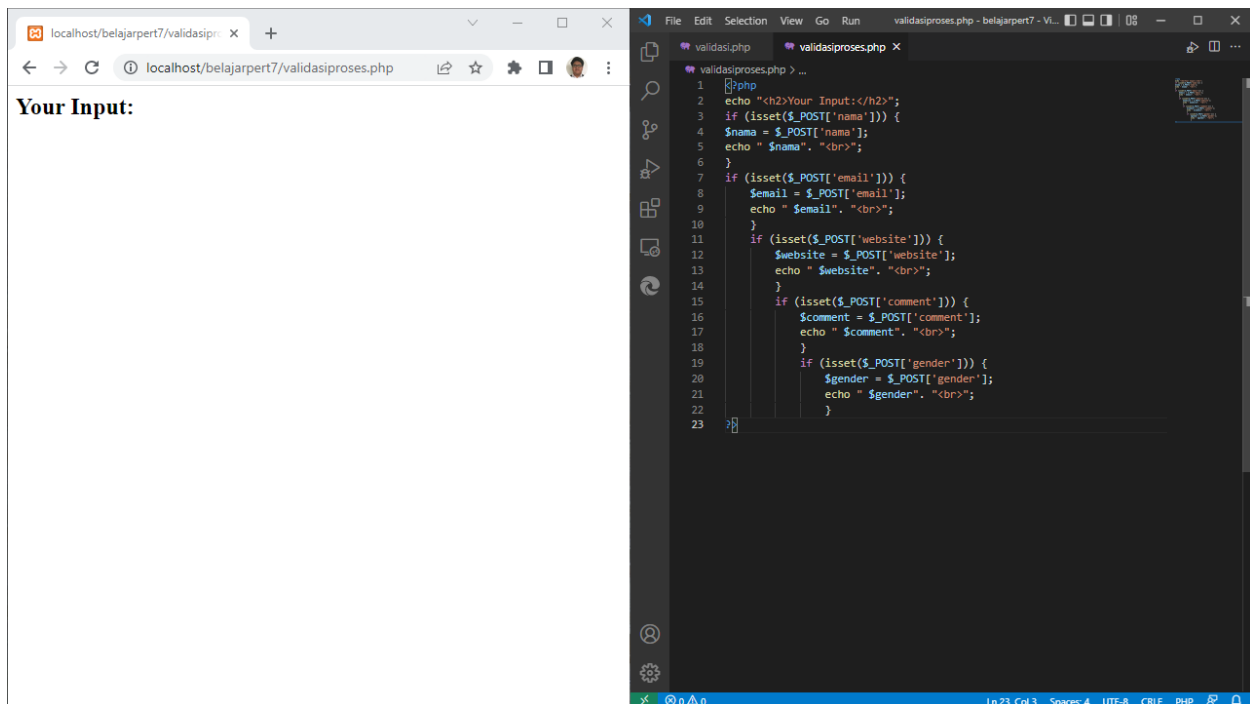 localhost/belajarpert7/validasipro
localhost/belajarpert7/validasiproses.php
Your Input:
File Edit Selection View Go Run validasiproses.php - belajarpert7 - Vi...
validasi.php validasiproses.php
validasiproses.php > ...
1 <?php
2 echo "<h2>Your Input:</h2>";
3 if (isset($_POST['nama'])) {
4 $nama = $_POST['nama'];
5 echo " $nama". "<br>";
6 }
7 if (isset($_POST['email'])) {
8 $email = $_POST['email'];
9 echo " $email". "<br>";
10 }
11 if (isset($_POST['website'])) {
12 $website = $_POST['website'];
13 echo " $website". "<br>";
14 }
15 if (isset($_POST['comment'])) {
16 $comment = $_POST['comment'];
17 echo " $comment". "<br>";
18 }
19 if (isset($_POST['gender'])) {
20 $gender = $_POST['gender'];
21 echo " $gender". "<br>";
22 }
23 ?>
0 0 Ln 23, Col 3 Spaces: 4 UTF-8 CRLF PHP